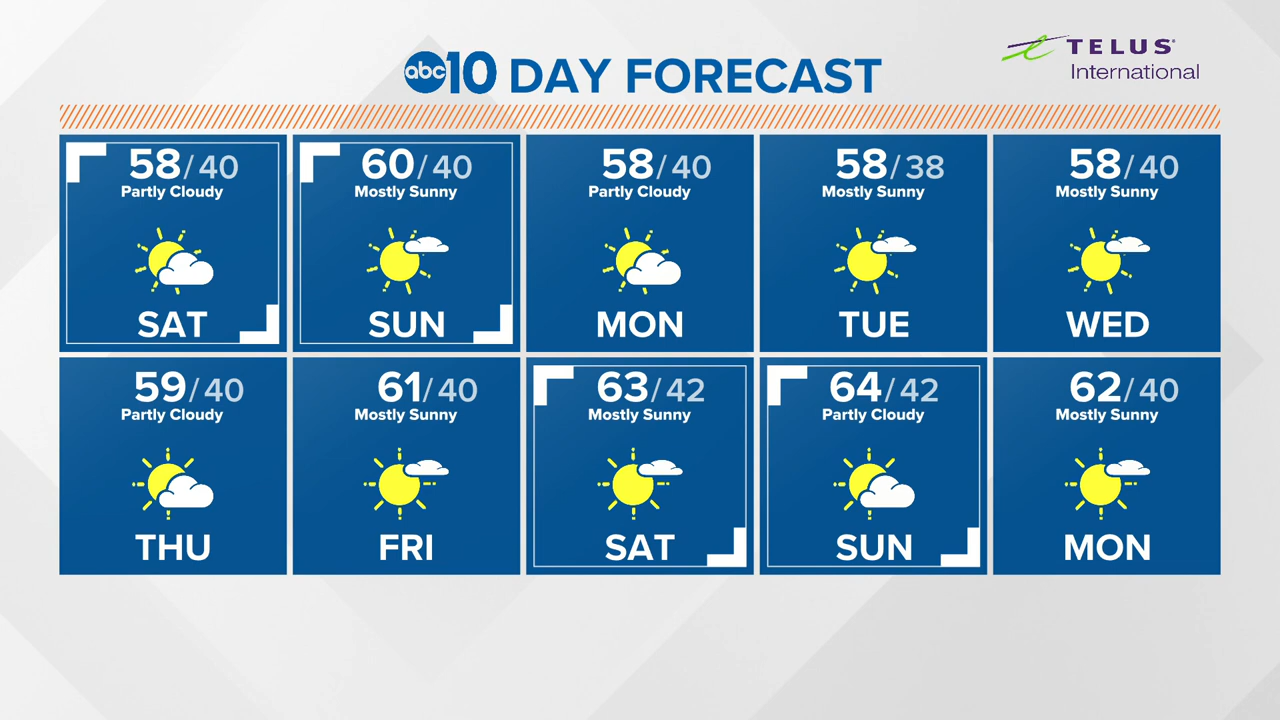 abc10 DAY FORECAST
TELUS®
International
58/40
Partly Cloudy
SAT
60/40
Mostly Sunny
SUN
58/40
Partly Cloudy
MON
58/38
Mostly Sunny
TUE
58/40
Mostly Sunny
WED
59/40
Partly Cloudy
THU
61/40
Mostly Sunny
FRI
63/42
Mostly Sunny
SAT
64/42
Partly Cloudy
SUN
62/40
Mostly Sunny
MON